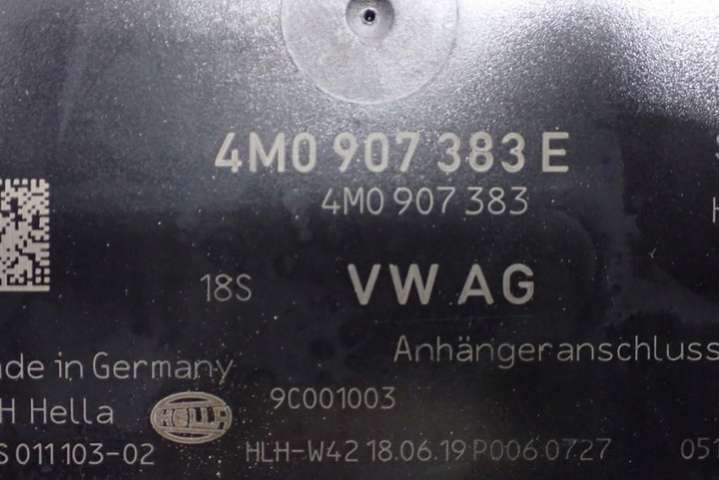 4M0 907 383 E
4M0 907 383
18S VW AG
de in Germany Anhängeranschluss
H Hella HELLA 9C001003
S 011103-02 HLH-W42 18.06.19 P006.0727 051